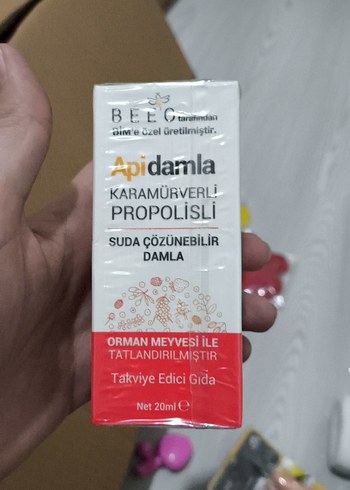 BEEO tarafından
BİM'e özel üretilmiştir.
Apidamla
KARAMÜRVERLİ
PROPOLİSLİ
SUDA ÇÖZÜNEBİLİR
DAMLA
ORMAN MEYVESİ İLE
TATLANDIRILMIŞTIR
Takviye Edici Gıda
Net 20ml ℮